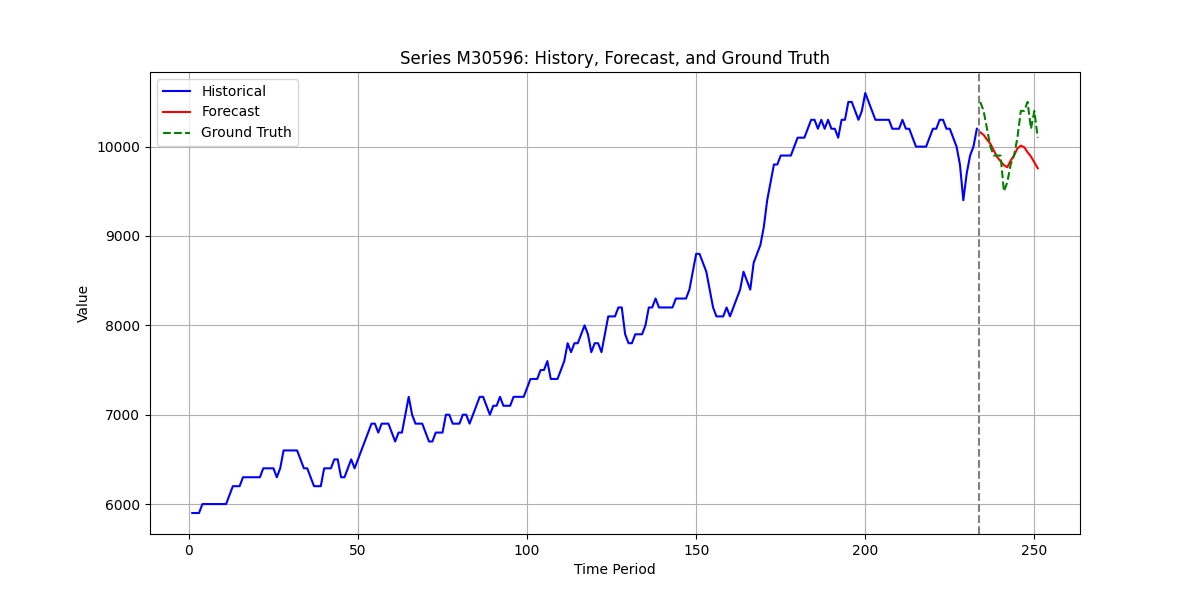 Series M30596: History, Forecast, and Ground Truth
Historical
Forecast
Ground Truth
10000
9000
8000
7000
6000
Value
0 50 100 150 200 250
Time Period